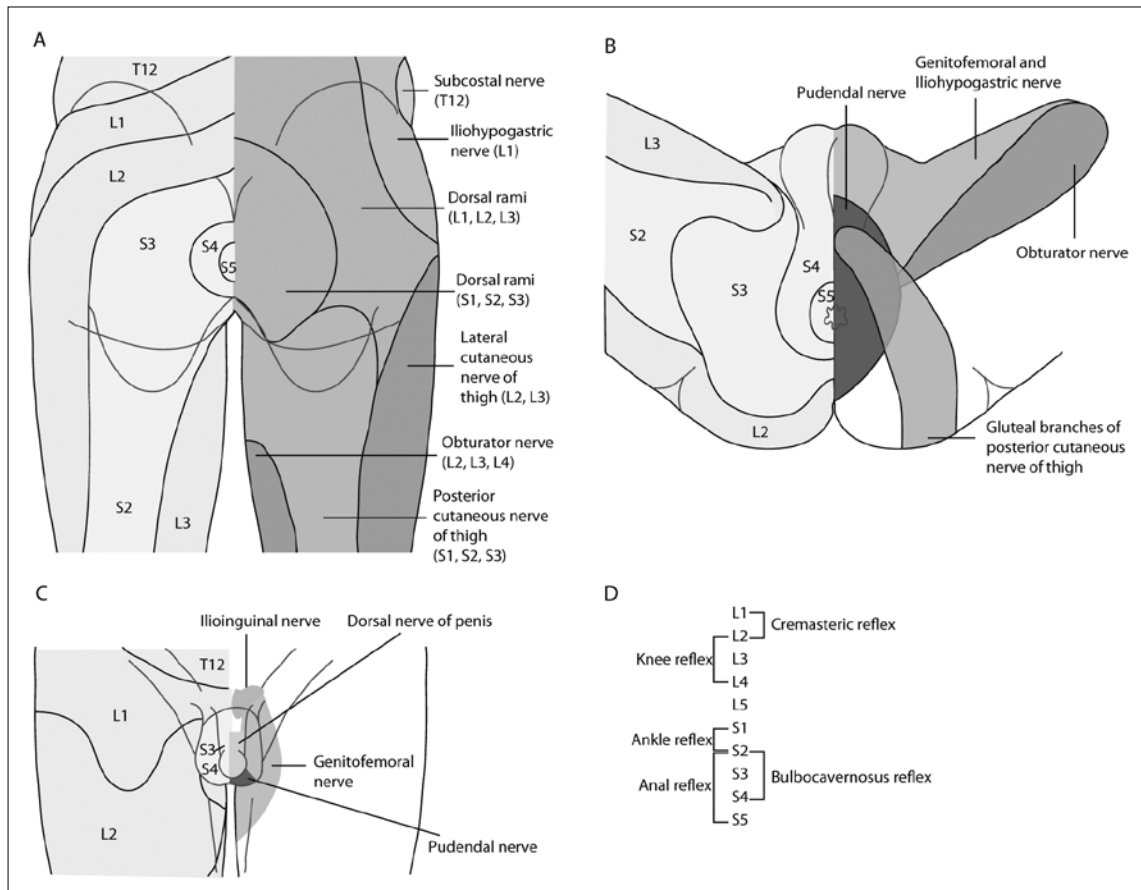 A
T12
L1
L2
S3
S4
S5
S2
L3
Subcostal nerve
(T12)
Iliohypogastric
nerve (L1)
Dorsal rami
(L1, L2, L3)
Dorsal rami
(S1, S2, S3)
Lateral
cutaneous
nerve of
thigh (L2, L3)
Obturator nerve
(L2, L3, L4)
Posterior
cutaneous nerve
of thigh
(S1, S2, S3)
B
Genitofemoral and
Iliohypogastric
nerve
Pudendal nerve
L3
S2
S3
S4
S5
L2
Obturator nerve
Gluteal branches of
posterior cutaneous
nerve of thigh
C
Ilioinguinal nerve
Dorsal nerve of penis
T12
L1
S3
S4
L2
Genitofemoral
nerve
Pudendal nerve
D
L1
L2
L3
L4
L5
S1
S2
S3
S4
S5
Cremasteric reflex
Knee reflex
Ankle reflex
Anal reflex
Bulbocavernosus reflex